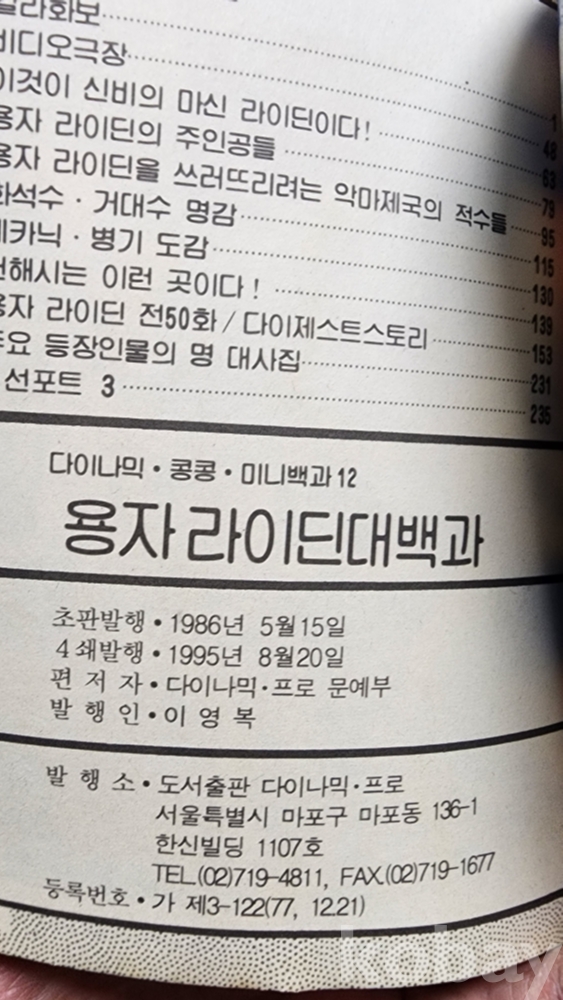 칼라화보
비디오극장 1
이것이 신비의 마신 라이딘이다! 48
용자 라이딘의 주인공들 63
용자 라이딘을 쓰러뜨리려는 악마제국의 적수들 79
화석수·거대수 명감 95
메카닉·병기 도감 115
해시는 이런 곳이다! 130
용자 라이딘 전50화/다이제스트스토리 139
주요 등장인물의 명 대사집 153
231
선포트 3 235
다이나믹·콩콩·미니백과12
용자라이딘대백과
초판발행·1986년 5월15일
4쇄발행·1995년 8월20일
편 저 자·다이나믹·프로 문예부
발 행 인·이 영 복
발 행 소·도서출판 다이나믹·프로
서울특별시 마포구 마포동 136-1
한신빌딩 1107호
TEL.(02)719-4811, FAX.(02)719-1677
등록번호·가 제3-122(77, 12.21)
kobay